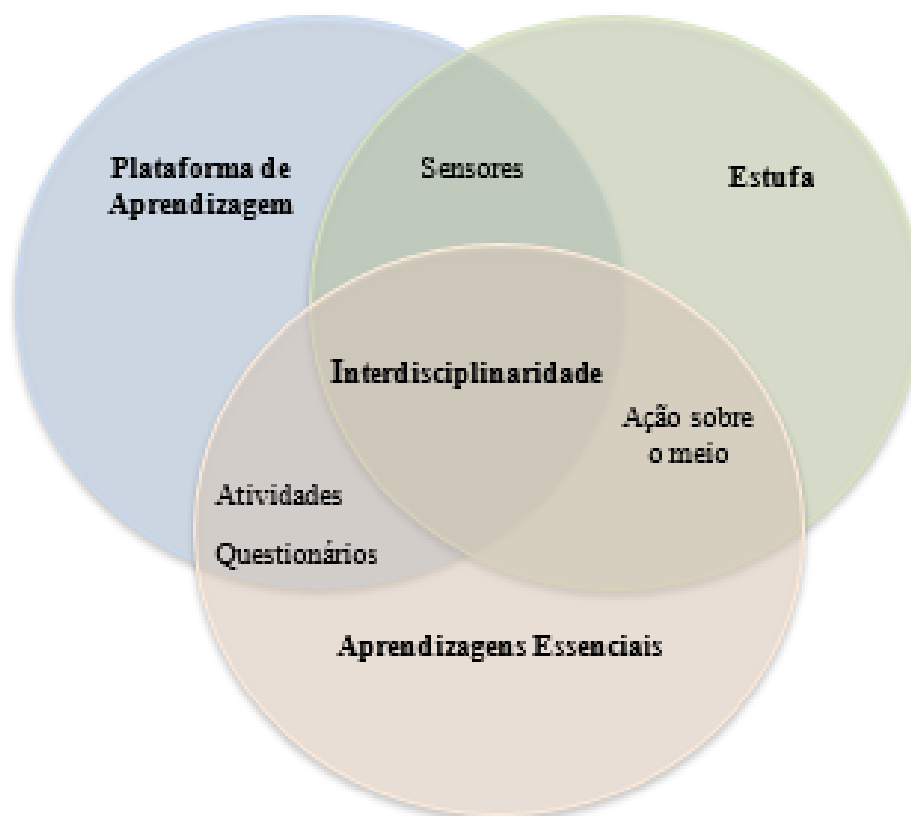 Plataforma de
Aprendizagem
Sensores
Estufa
Interdisciplinaridade
Ação sobre
o meio
Atividades
Questionários
Aprendizagens Essenciais